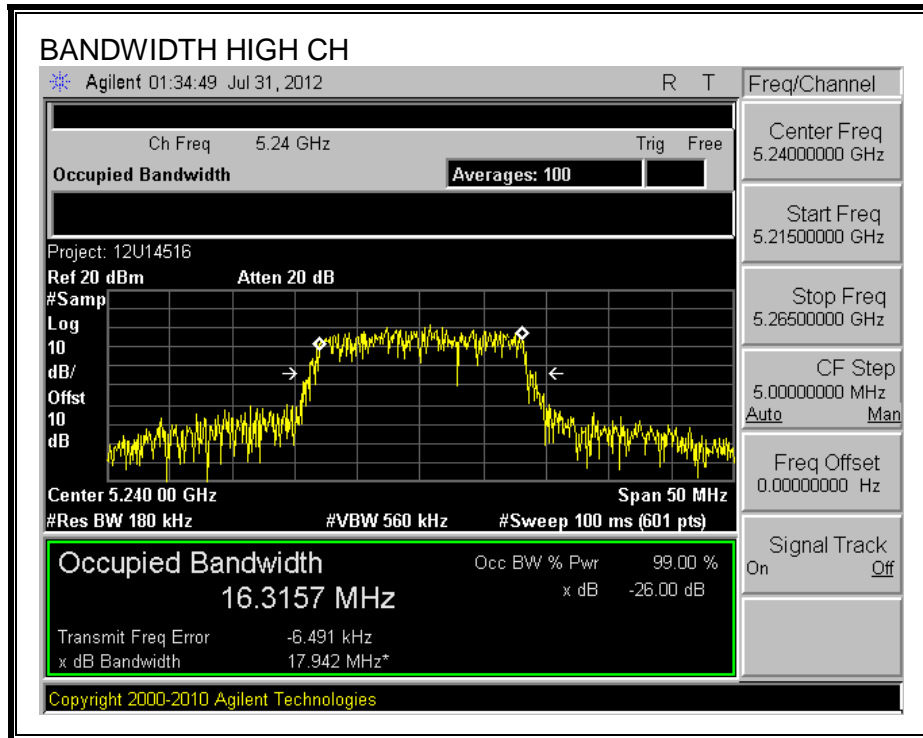 BANDWIDTH HIGH CH
Agilent 01:34:49 Jul 31, 2012 R T
Freq/Channel
Ch Freq 5.24 GHz Trig Free
Occupied Bandwidth Averages: 100
Project: 12U14516
Ref 20 dBm Atten 20 dB
#Samp
Log
10
dB/
Offst
10
dB
Center 5.240 00 GHz Span 50 MHz
#Res BW 180 kHz #VBW 560 kHz #Sweep 100 ms (601 pts)
Occupied Bandwidth Occ BW % Pwr 99.00 %
16.3157 MHz x dB -26.00 dB
Transmit Freq Error -6.491 kHz
x dB Bandwidth 17.942 MHz*
Copyright 2000-2010 Agilent Technologies
Center Freq
5.24000000 GHz
Start Freq
5.21500000 GHz
Stop Freq
5.26500000 GHz
CF Step
5.00000000 MHz
Auto Man
Freq Offset
0.00000000 Hz
Signal Track
On Off